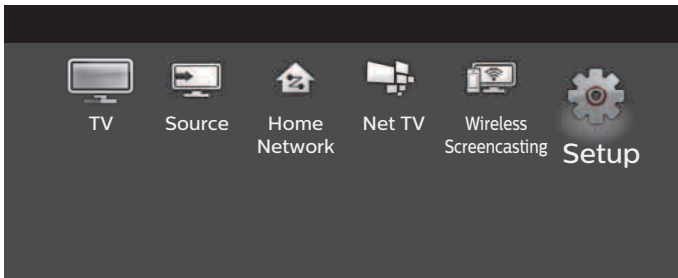 TV
Source
Home
Network
Net TV
Wireless
Screencasting
Setup